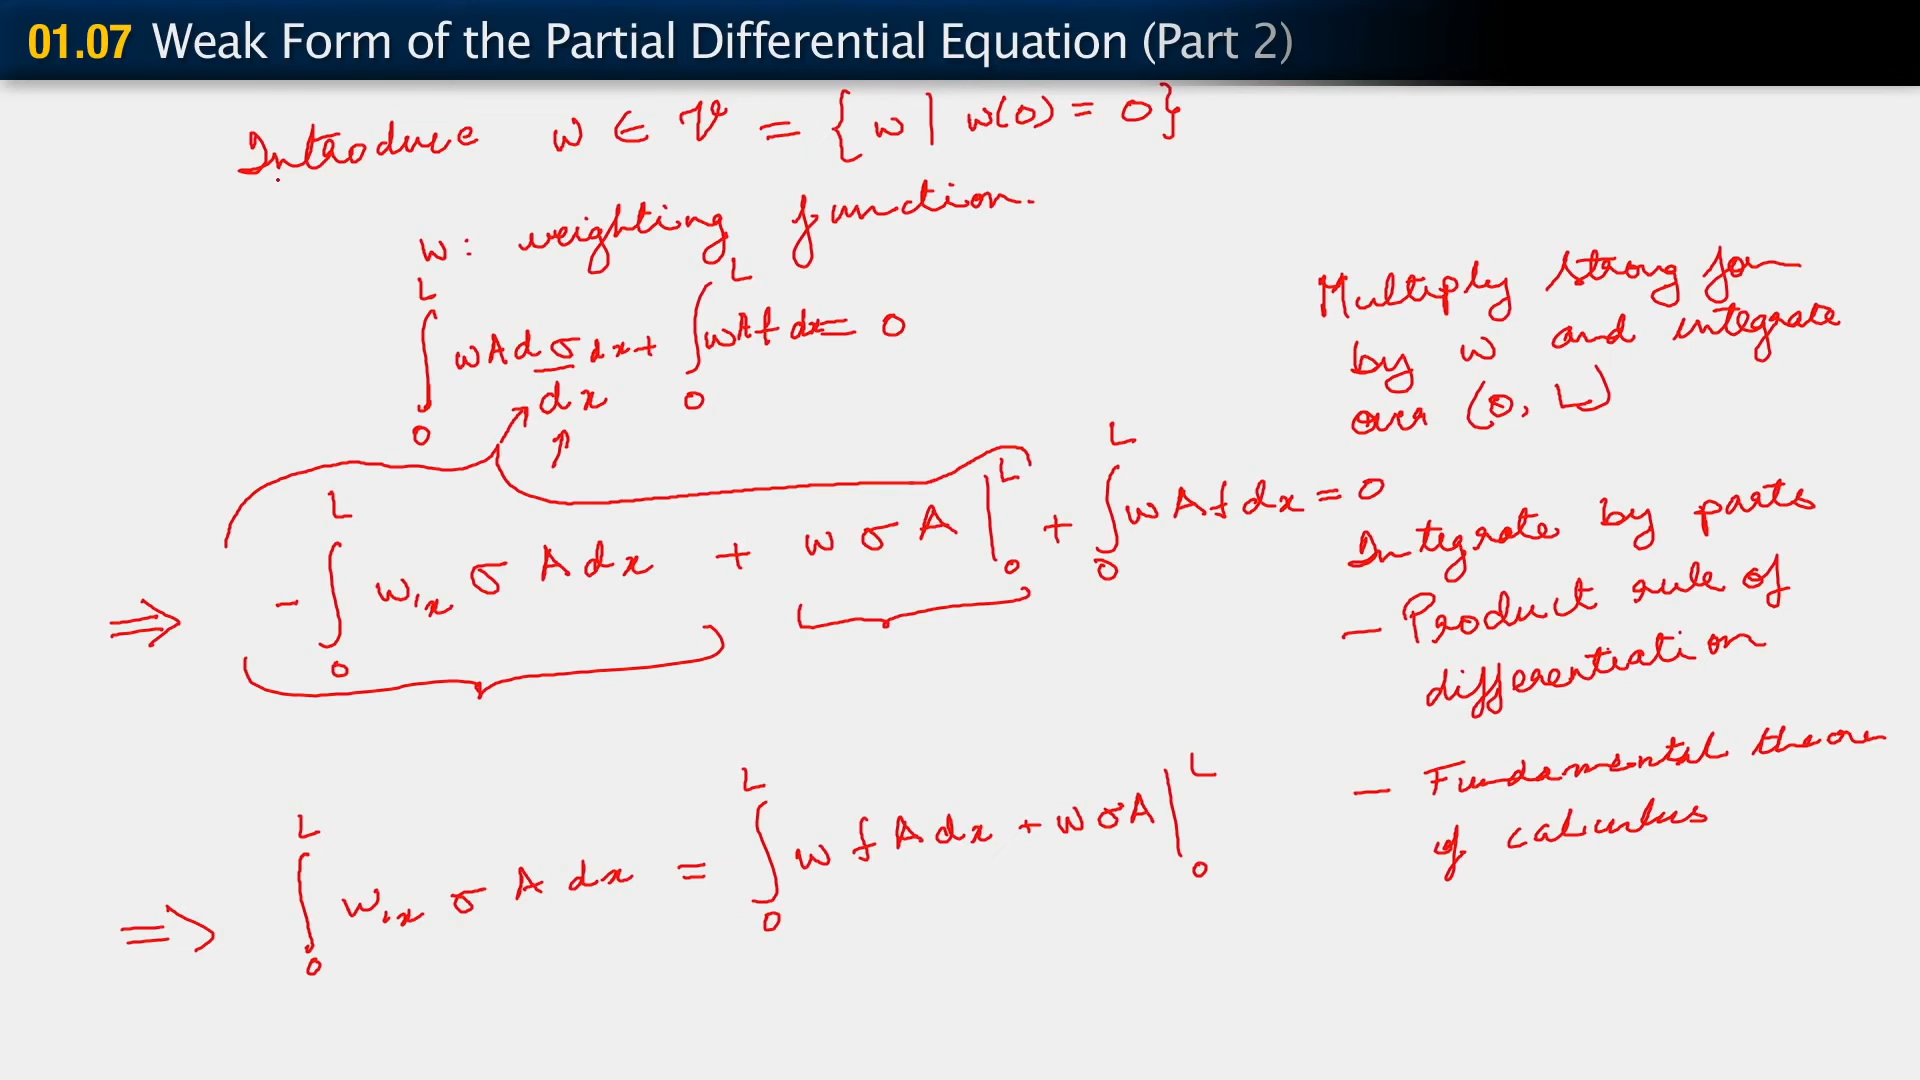 01.07 Weak Form of the Partial Differential Equation (Part 2)
Introduce w ∈ 𝒱 = { w | w(0) = 0}
w: weighting function.
∫₀ᴸ wA dσ/dx dx + ∫₀ᴸ wAf dx = 0
Multiply strong for
by w and integrate
over (0, L)
⇒ - ∫₀ᴸ w,ₓ σ A dx + w σ A |₀ᴸ + ∫₀ᴸ w A f dx = 0
Integrate by parts
— Product rule of
differentiation
— Fundamental theore
of calculus
=> ∫₀ᴸ w,ₓ σ A dx = ∫₀ᴸ w f A dx + w σ A |₀ᴸ